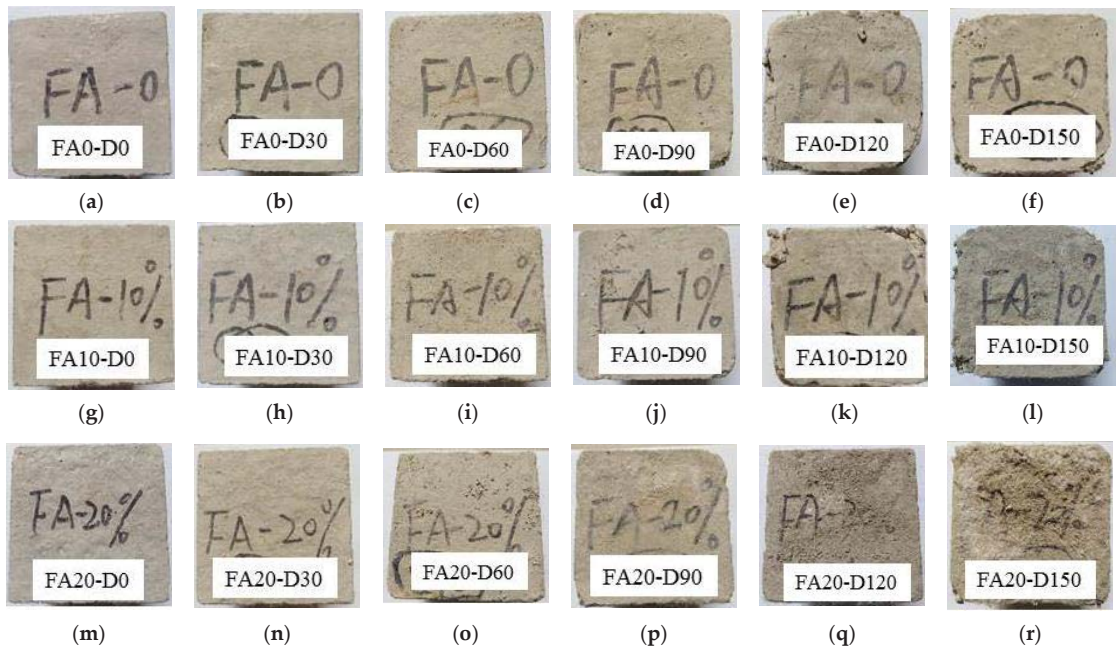 FA-0 FA-0 FA-0 FA-0 FA-0 FA-0
FA0-D0 FA0-D30 FA0-D60 FA0-D90 FA0-D120 FA0-D150
(a) (b) (c) (d) (e) (f)
FA-10% FA-10% FA-10% FA-10% FA-10% FA-10%
FA10-D0 FA10-D30 FA10-D60 FA10-D90 FA10-D120 FA10-D150
(g) (h) (i) (j) (k) (l)
FA-20% FA-20% FA-20% FA-20% FA-
FA20-D0 FA20-D30 FA20-D60 FA20-D90 FA20-D120 FA20-D150
(m) (n) (o) (p) (q) (r)